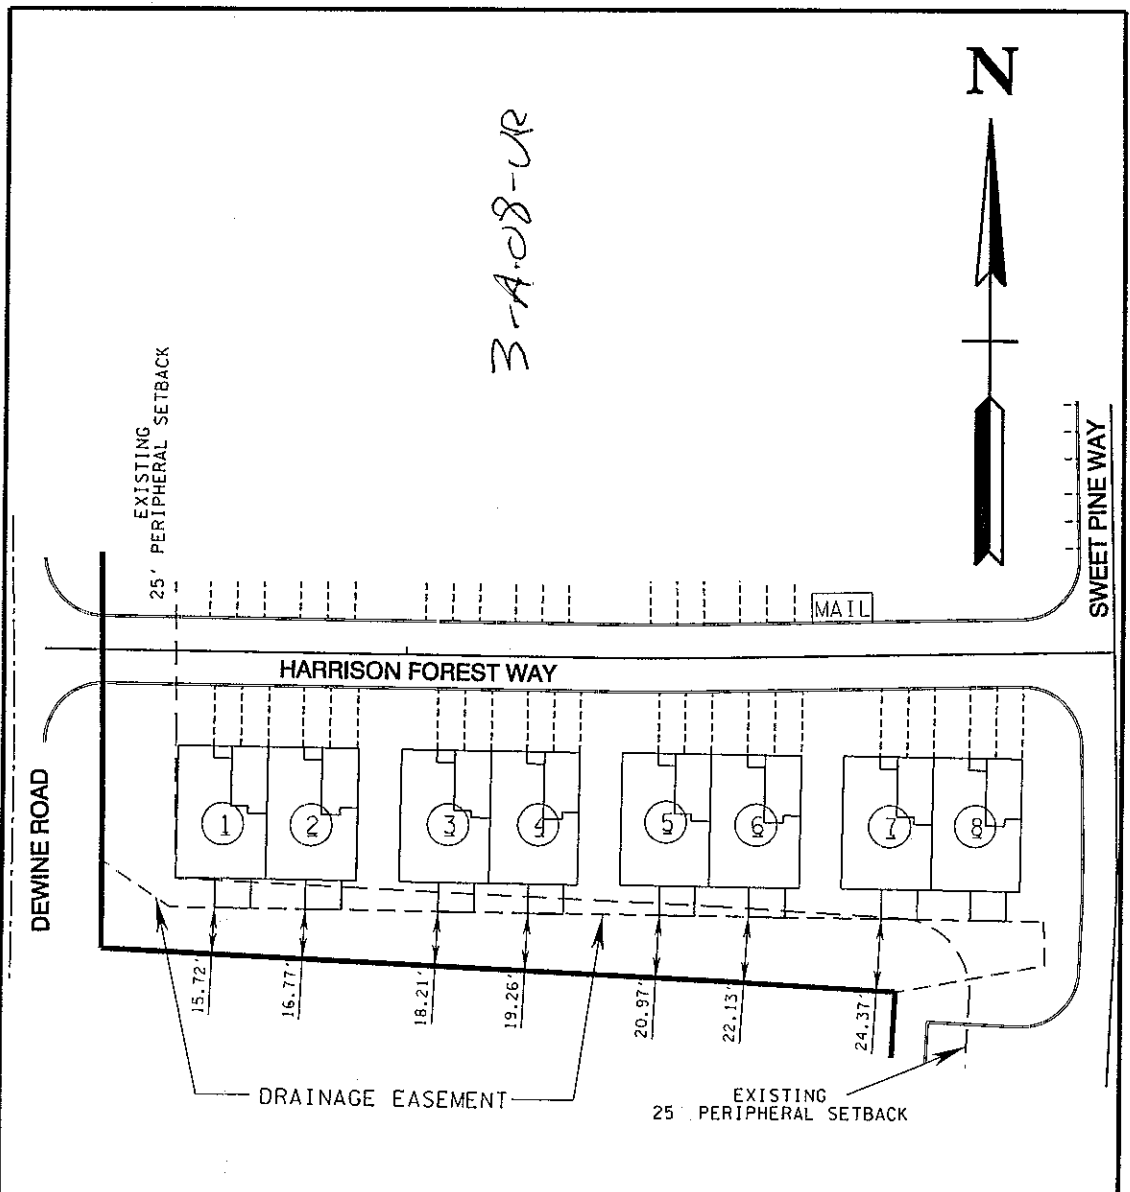 N
3-A-08-UR
EXISTING
25' PERIPHERAL SETBACK
SWEET PINE WAY
MAIL
HARRISON FOREST WAY
DEWINE ROAD
1
2
3
4
5
6
7
8
15.72'
16.77'
18.21'
19.26'
20.97'
22.13'
24.37'
DRAINAGE EASEMENT
EXISTING
25 PERIPHERAL SETBACK